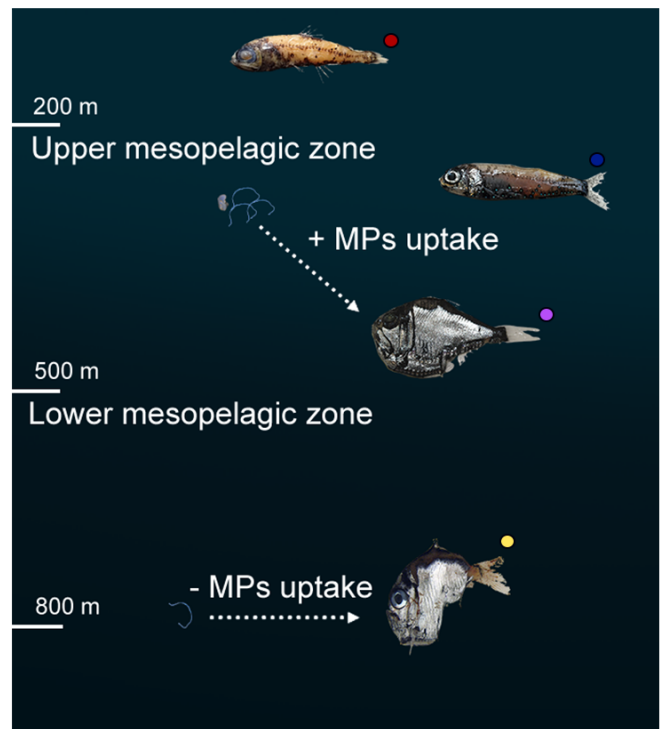 200 m
Upper mesopelagic zone
+ MPs uptake
500 m
Lower mesopelagic zone
- MPs uptake
800 m